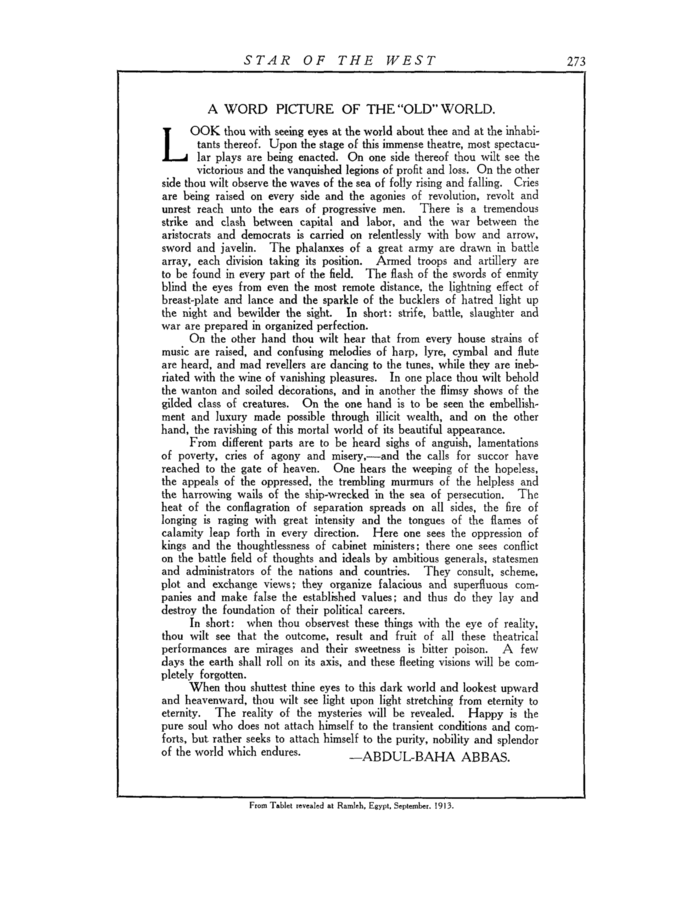 STAR OF THE WEST 273
A WORD PICTURE OF THE "OLD" WORLD.
LOOK thou with seeing eyes at the world about thee and at the inhabi-
tants thereof. Upon the stage of this immense theatre, most spectacu-
lar plays are being enacted. On one side thereof thou wilt see the
victorious and the vanquished legions of profit and loss. On the other
side thou wilt observe the waves of the sea of folly rising and falling. Cries
are being raised on every side and the agonies of revolution, revolt and
unrest reach unto the ears of progressive men. There is a tremendous
strike and clash between capital and labor, and the war between the
aristocrats and democrats is carried on relentlessly with bow and arrow,
sword and javelin. The phalanxes of a great army are drawn in battle
array, each division taking its position. Armed troops and artillery are
to be found in every part of the field. The flash of the swords of enmity
blind the eyes from even the most remote distance, the lightning effect of
breast-plate and lance and the sparkle of the bucklers of hatred light up
the night and bewilder the sight. In short: strife, battle, slaughter and
war are prepared in organized perfection.
On the other hand thou wilt hear that from every house strains of
music are raised, and confusing melodies of harp, lyre, cymbal and flute
are heard, and mad revellers are dancing to the tunes, while they are ineb-
riated with the wine of vanishing pleasures. In one place thou wilt behold
the wanton and soiled decorations, and in another the flimsy shows of the
gilded class of creatures. On the one hand is to be seen the embellish-
ment and luxury made possible through illicit wealth, and on the other
hand, the ravishing of this mortal world of its beautiful appearance.
From different parts are to be heard sighs of anguish, lamentations
of poverty, cries of agony and misery,—and the calls for succor have
reached to the gate of heaven. One hears the weeping of the hopeless,
the appeals of the oppressed, the trembling murmurs of the helpless and
the harrowing wails of the ship-wrecked in the sea of persecution. The
heat of the conflagration of separation spreads on all sides, the fire of
longing is raging with great intensity and the tongues of the flames of
calamity leap forth in every direction. Here one sees the oppression of
kings and the thoughtlessness of cabinet ministers; there one sees conflict
on the battle field of thoughts and ideals by ambitious generals, statesmen
and administrators of the nations and countries. They consult, scheme,
plot and exchange views; they organize falacious and superfluous com-
panies and make false the established values; and thus do they lay and
destroy the foundation of their political careers.
In short: when thou observest these things with the eye of reality,
thou wilt see that the outcome, result and fruit of all these theatrical
performances are mirages and their sweetness is bitter poison. A few
days the earth shall roll on its axis, and these fleeting visions will be com-
pletely forgotten.
When thou shuttest thine eyes to this dark world and lookest upward
and heavenward, thou wilt see light upon light stretching from eternity to
eternity. The reality of the mysteries will be revealed. Happy is the
pure soul who does not attach himself to the transient conditions and com-
forts, but rather seeks to attach himself to the purity, nobility and splendor
of the world which endures.
—ABDUL-BAHA ABBAS.
From Tablet revealed at Ramleh, Egypt, September. 1913.